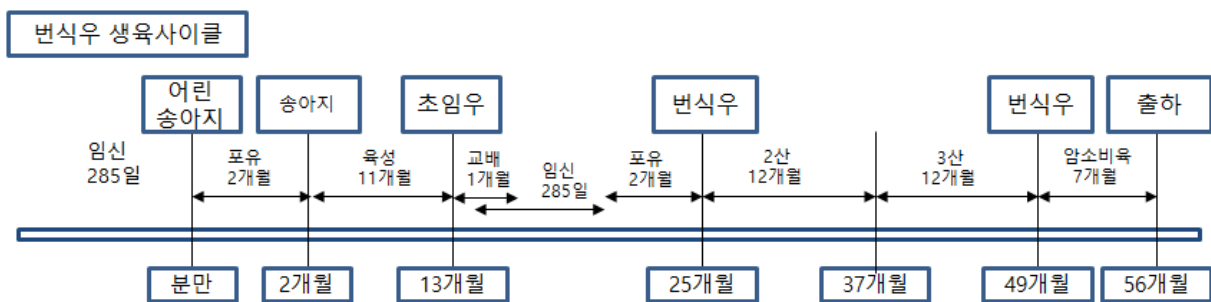 번식우 생육사이클
어린
송아지
송아지
초임우
번식우
번식우
출하
임신
285일
포유
2개월
육성
11개월
교배
1개월
임신
285일
포유
2개월
2산
12개월
3산
12개월
암소비육
7개월
분만
2개월
13개월
25개월
37개월
49개월
56개월